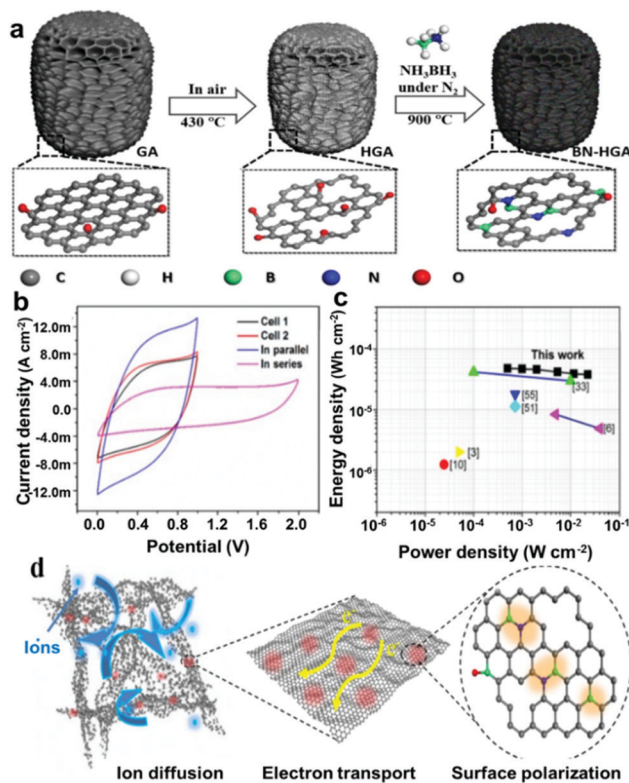 a
In air
430 °C
NH3BH3
under N2
900 °C
GA
HGA
BN-HGA
C
H
B
N
O
b
Current density (A cm-2)
12.0m
8.0m
4.0m
0.0
-4.0m
-8.0m
-12.0m
Cell 1
Cell 2
In parallel
In series
0.0 0.4 0.8 1.2 1.6 2.0
Potential (V)
c
Energy density (Wh cm-2)
10-4
10-5
10-6
This work
[33]
[55]
[51]
[6]
[3]
[10]
10-6 10-5 10-4 10-3 10-2 10-1
Power density (W cm-2)
d
Ions
e-
e-
Ion diffusion
Electron transport
Surface polarization